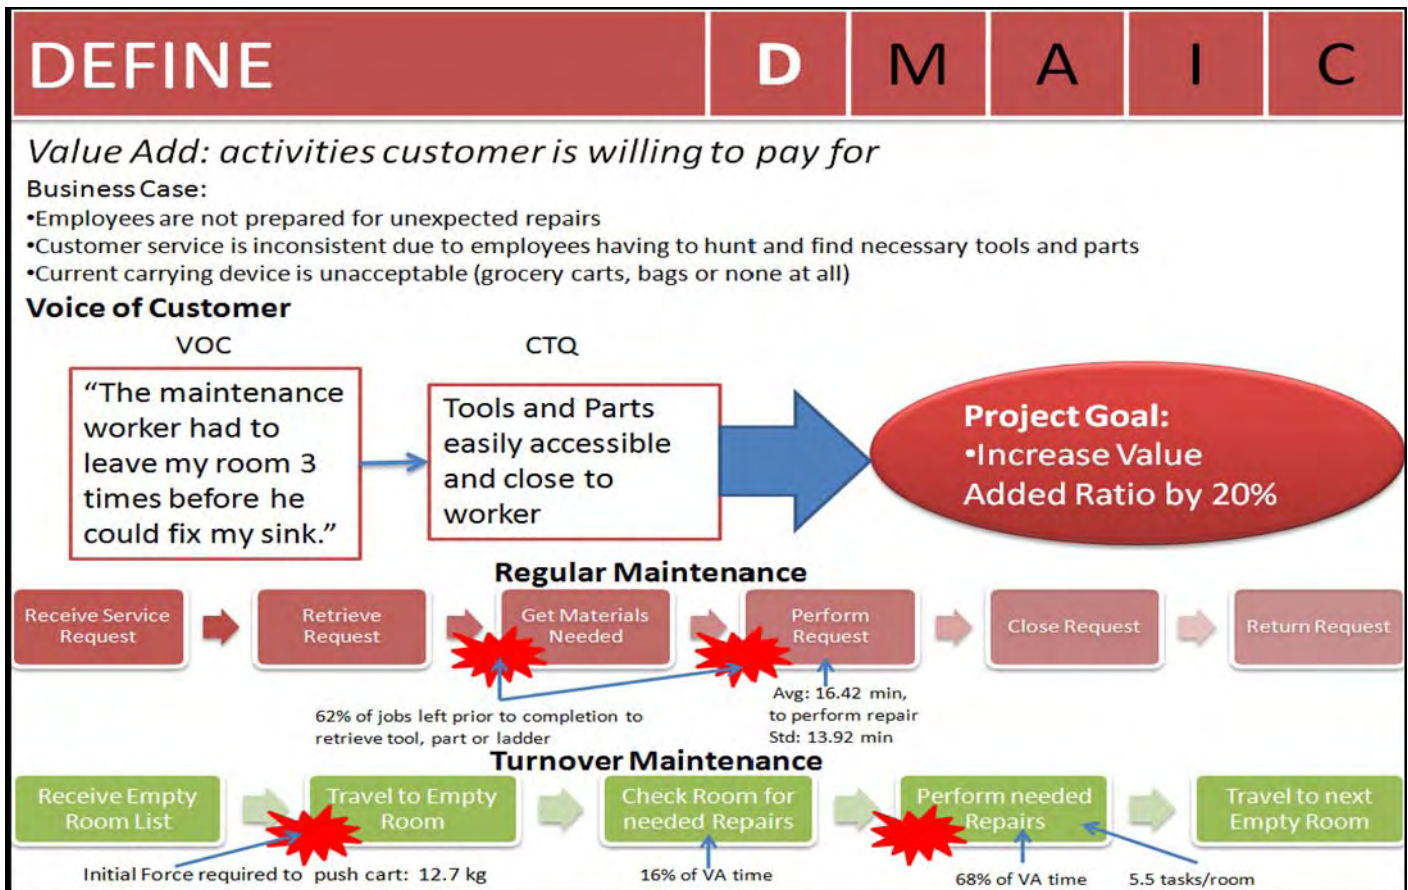 DEFINE
D M A I C
Value Add: activities customer is willing to pay for
Business Case:
•Employees are not prepared for unexpected repairs
•Customer service is inconsistent due to employees having to hunt and find necessary tools and parts
•Current carrying device is unacceptable (grocery carts, bags or none at all)
Voice of Customer
VOC
CTQ
“The maintenance
worker had to
leave my room 3
times before he
could fix my sink.”
Tools and Parts
easily accessible
and close to
worker
Project Goal:
•Increase Value
Added Ratio by 20%
Regular Maintenance
Receive Service
Request
Retrieve
Request
Get Materials
Needed
Perform
Request
Close Request
Return Request
62% of jobs left prior to completion to
retrieve tool, part or ladder
Avg: 16.42 min,
to perform repair
Std: 13.92 min
Turnover Maintenance
Receive Empty
Room List
Travel to Empty
Room
Check Room for
needed Repairs
Perform needed
Repairs
Travel to next
Empty Room
Initial Force required to push cart: 12.7 kg
16% of VA time
68% of VA time
5.5 tasks/room